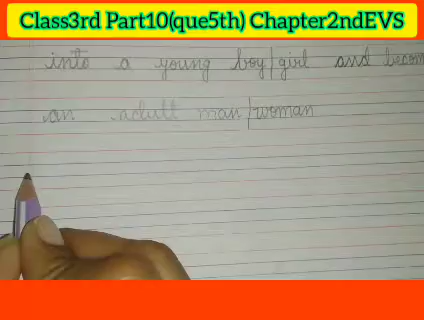 Class3rd Part10(que5th) Chapter2ndEVS
into a young boy/girl and becom
an adult man/woman